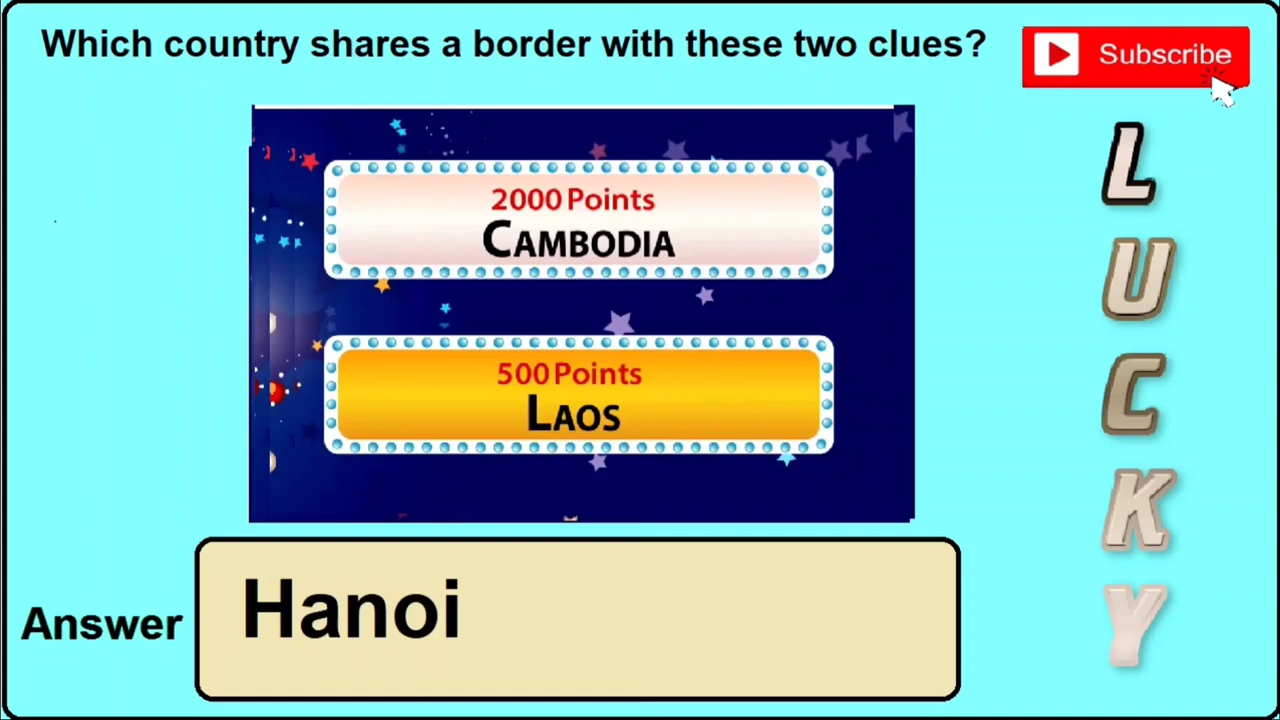 Which country shares a border with these two clues?
Subscribe
2000 Points
CAMBODIA
500 Points
LAOS
Answer
Hanoi
L
U
C
K
Y